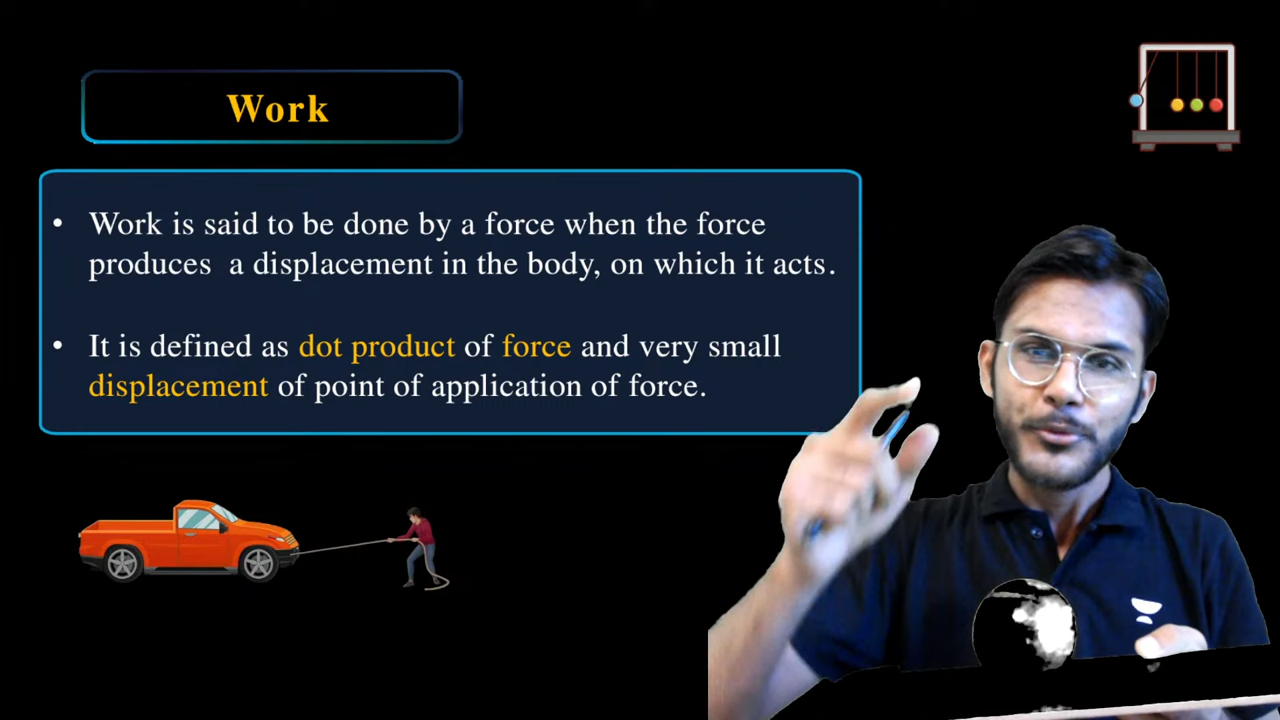 Work
• Work is said to be done by a force when the force
produces a displacement in the body, on which it acts.
• It is defined as dot product of force and very small
displacement of point of application of force.